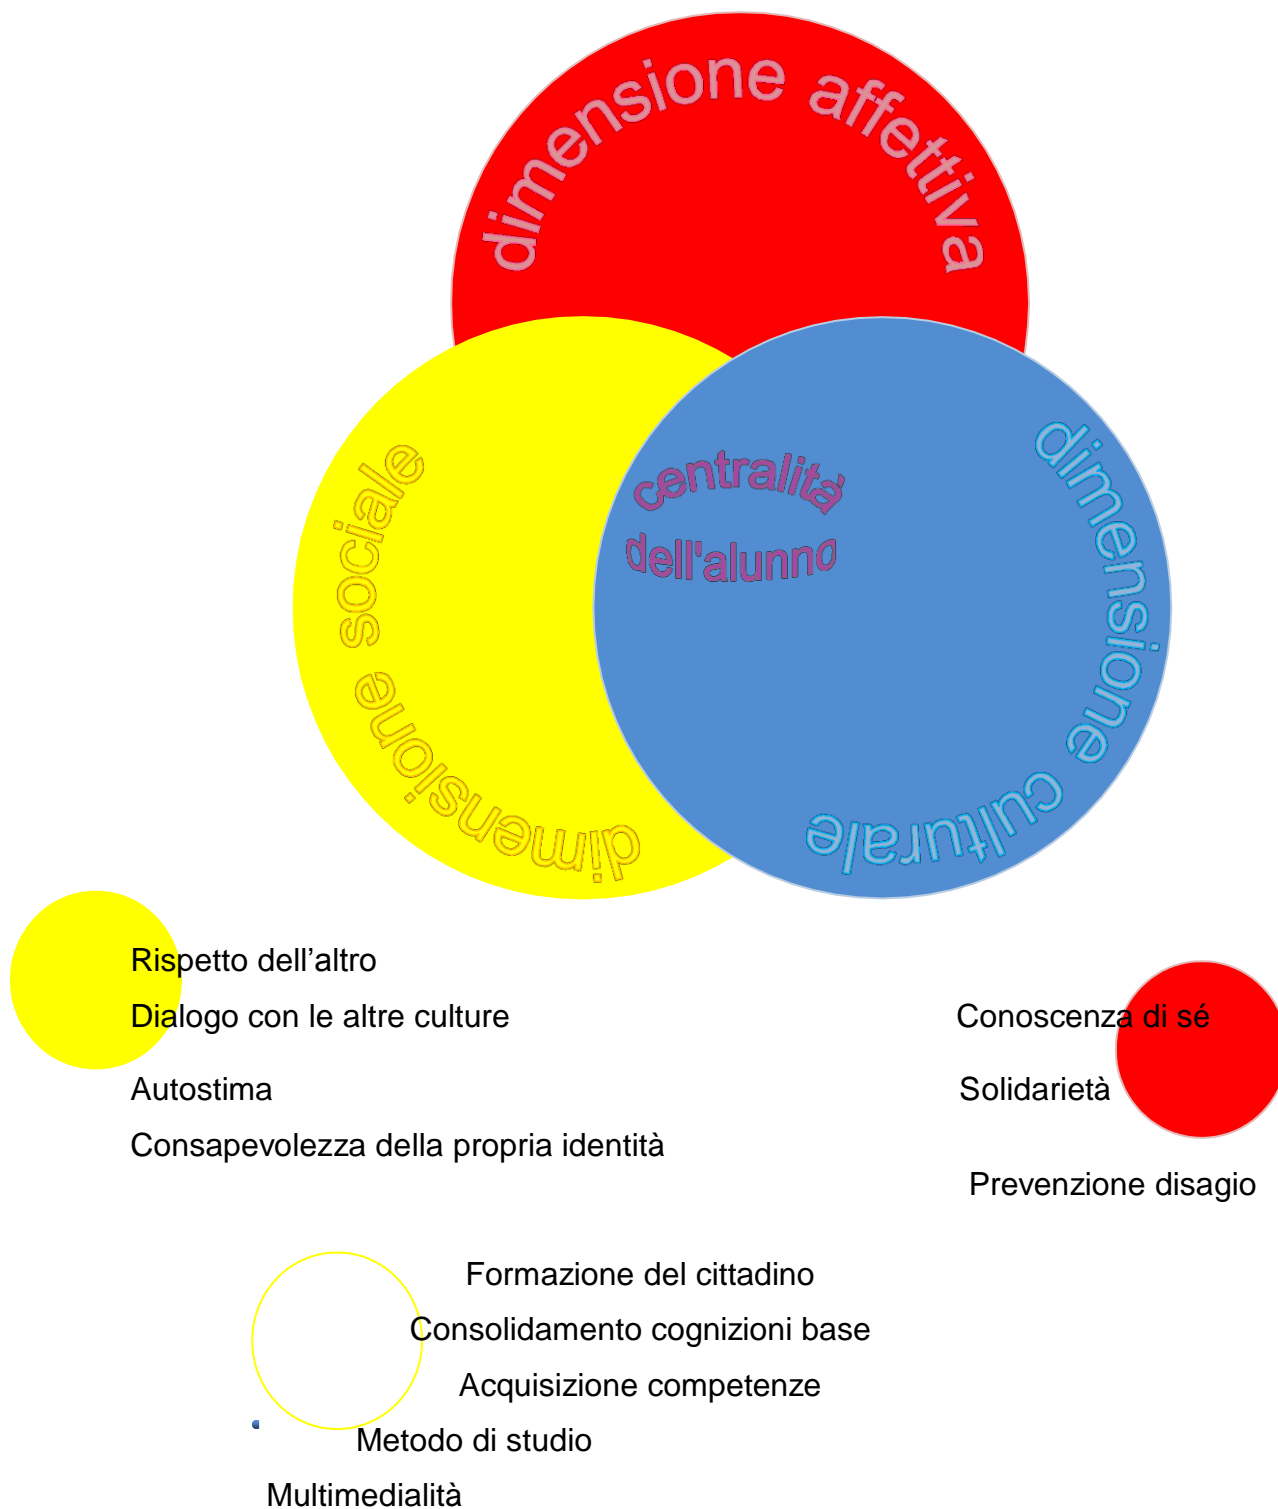 dimensione affettiva
dimensione sociale
centralità
dell'alunno
dimensione culturale
Rispetto dell’altro
Dialogo con le altre culture
Autostima
Consapevolezza della propria identità
Conoscenza di sé
Solidarietà
Prevenzione disagio
Formazione del cittadino
Consolidamento cognizioni base
Acquisizione competenze
Metodo di studio
Multimedialità